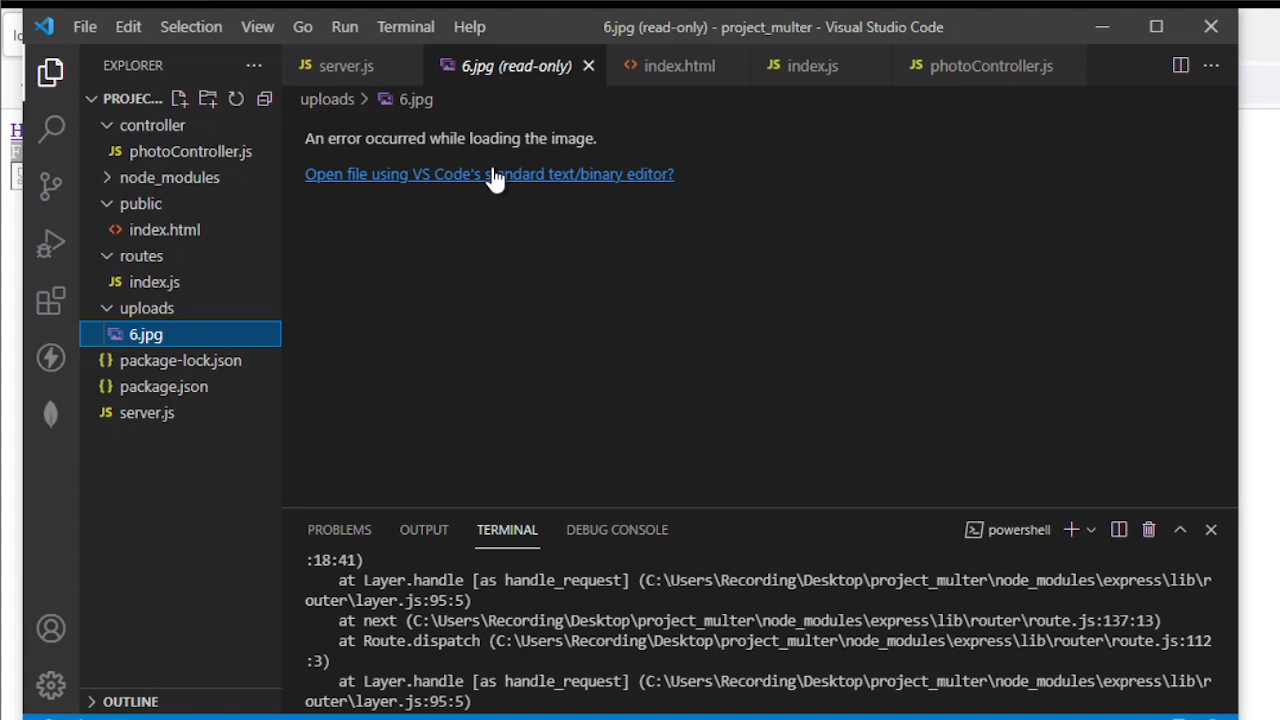 File Edit Selection View Go Run Terminal Help 6.jpg (read-only) - project_multer - Visual Studio Code
EXPLORER
JS server.js 6.jpg (read-only) <> index.html JS index.js JS photoController.js
PROJEC...
uploads > 6.jpg
controller
JS photoController.js
node_modules
public
<> index.html
routes
JS index.js
uploads
6.jpg
{} package-lock.json
{} package.json
JS server.js
OUTLINE
An error occurred while loading the image.
Open file using VS Code's standard text/binary editor?
PROBLEMS OUTPUT TERMINAL DEBUG CONSOLE powershell
:18:41)
at Layer.handle [as handle_request] (C:\Users\Recording\Desktop\project_multer\node_modules\express\lib\r
outer\layer.js:95:5)
at next (C:\Users\Recording\Desktop\project_multer\node_modules\express\lib\router\route.js:137:13)
at Route.dispatch (C:\Users\Recording\Desktop\project_multer\node_modules\express\lib\router\route.js:112
:3)
at Layer.handle [as handle_request] (C:\Users\Recording\Desktop\project_multer\node_modules\express\lib\r
outer\layer.js:95:5)